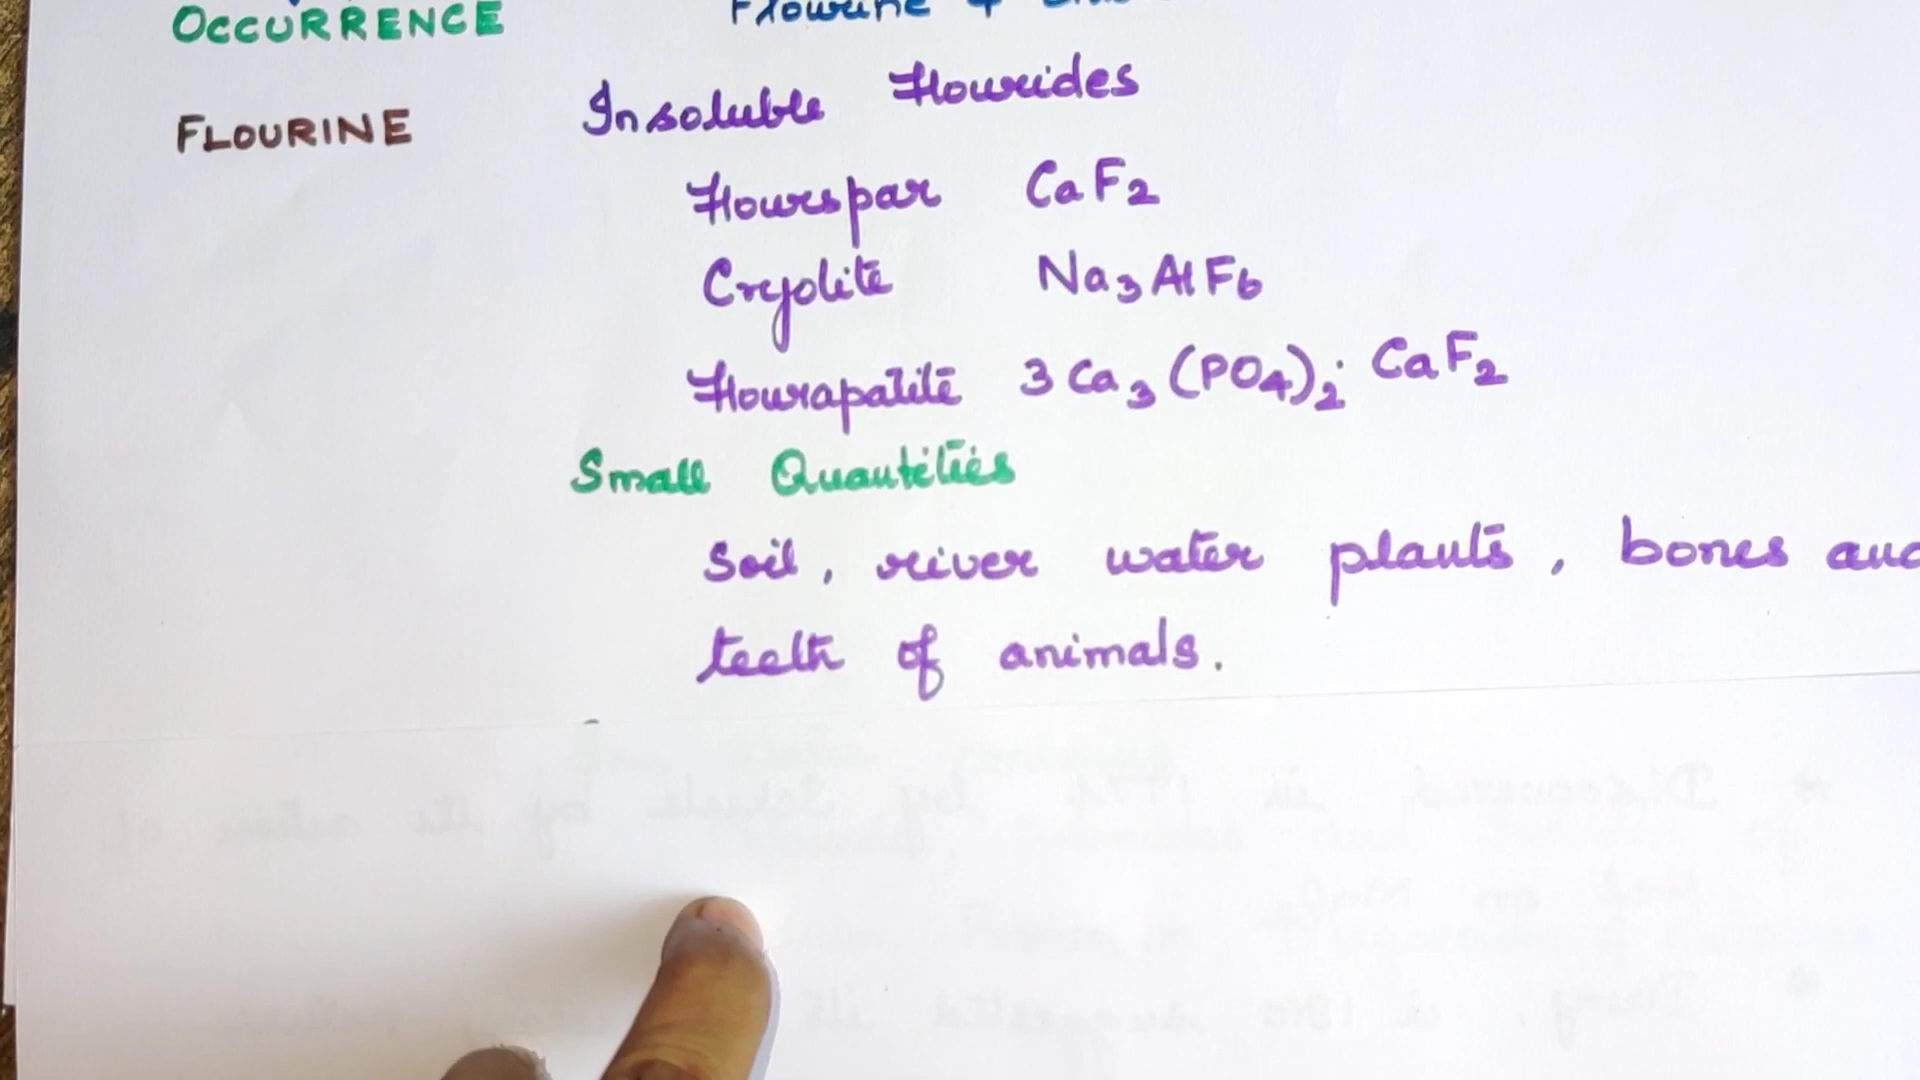 OCCURRENCE
FLOURINE
Insoluble Flourides
Flourspar CaF2
Cryolite Na3AlF6
Flourapatite 3Ca3(PO4)2. CaF2
Small Quantities
Soil, river water plants, bones and
teeth of animals.